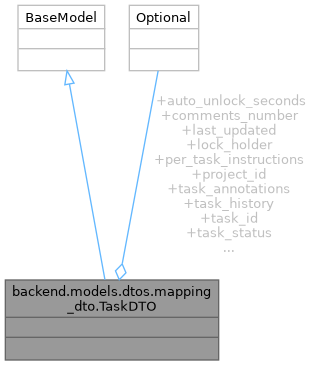 BaseModel
Optional
+auto_unlock_seconds
+comments_number
+last_updated
+lock_holder
+per_task_instructions
+project_id
+task_annotations
+task_history
+task_id
+task_status
...
backend.models.dtos.mapping
_dto.TaskDTO